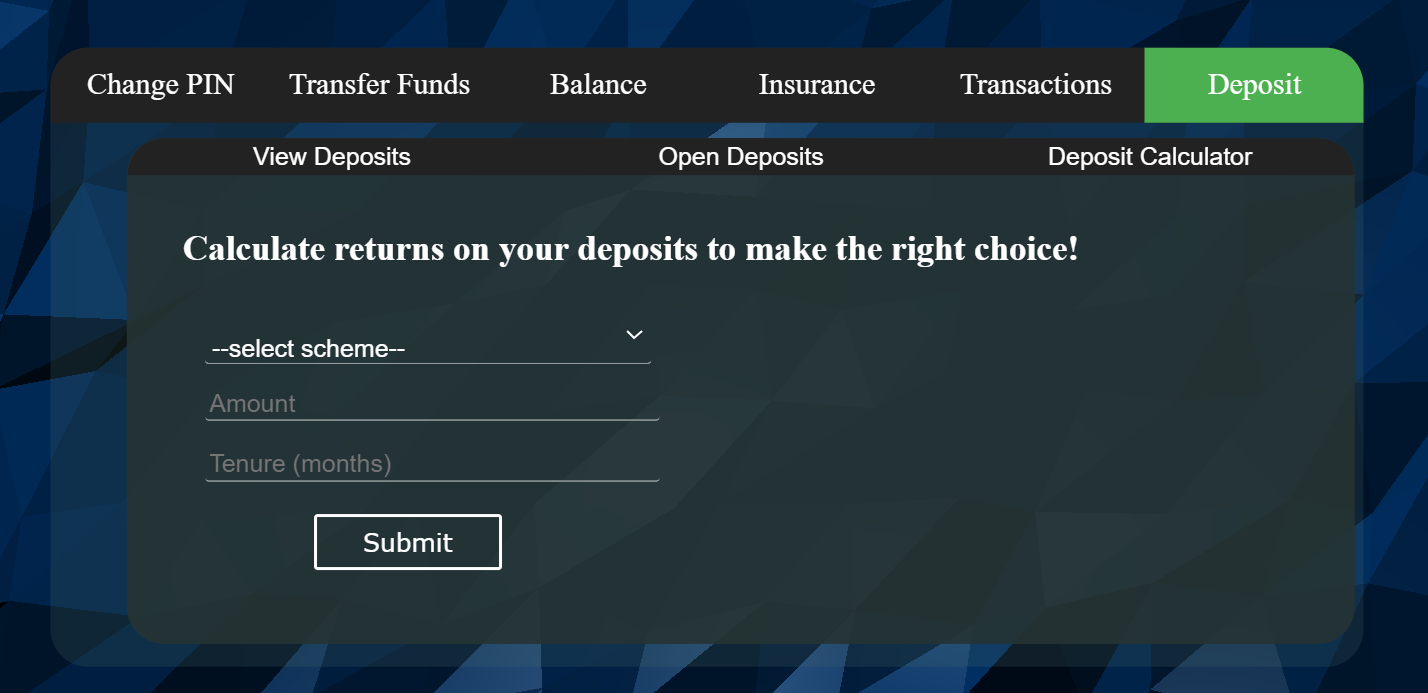 Change PIN Transfer Funds Balance Insurance Transactions Deposit
View Deposits Open Deposits Deposit Calculator
Calculate returns on your deposits to make the right choice!
--select scheme--
Amount
Tenure (months)
Submit